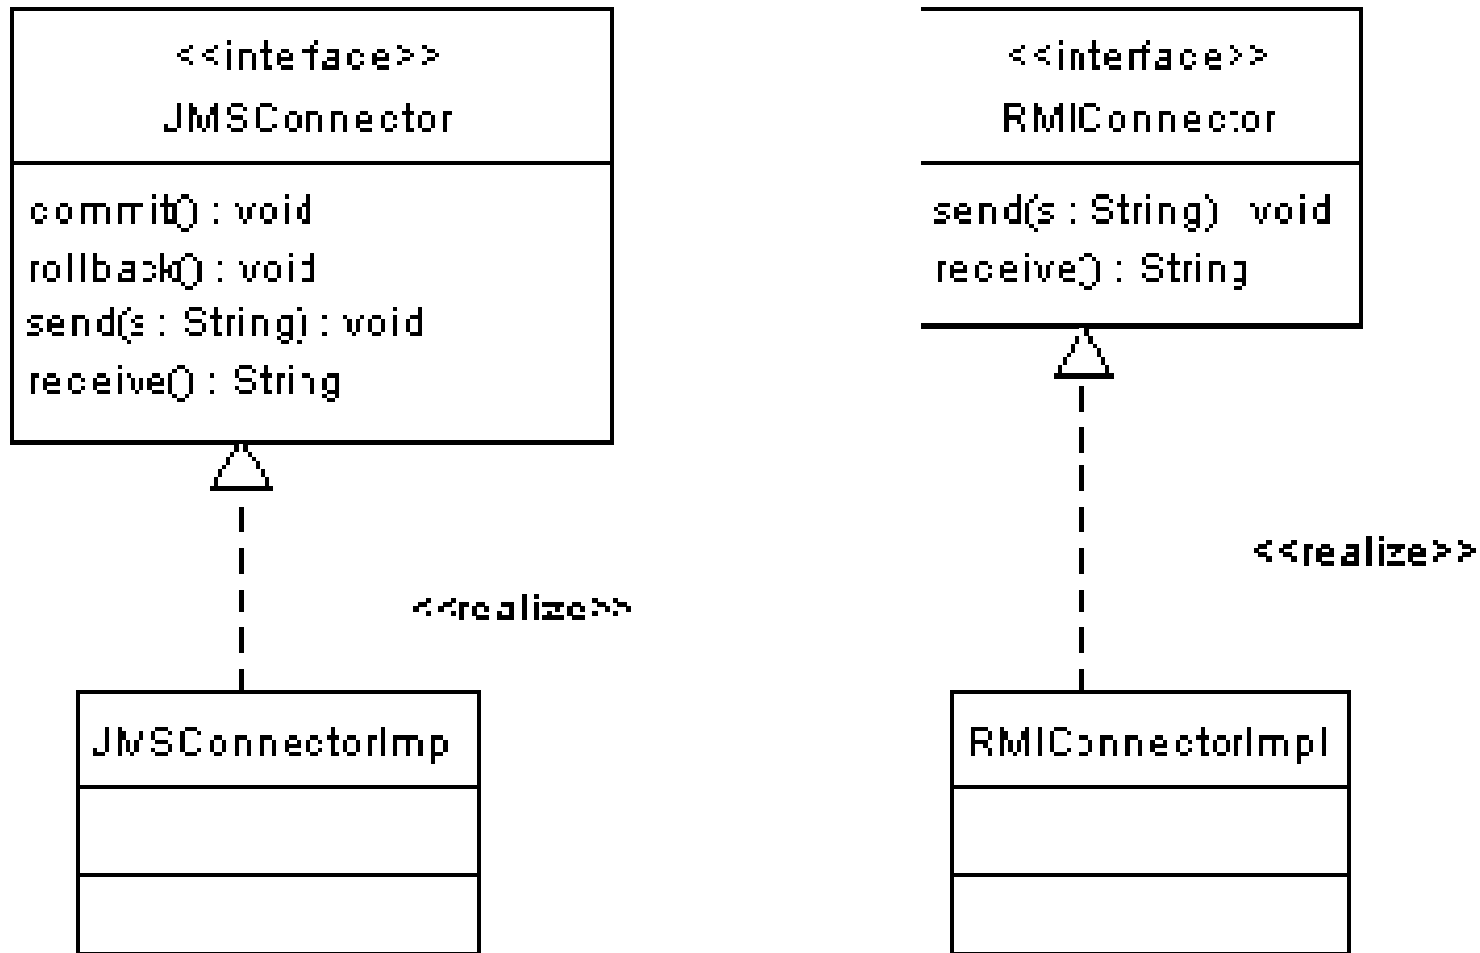 <<interface>>
JMSConnector
commit() : void
rollback() : void
send(s : String) : void
receive() : String
<<realize>>
JMSConnectorImp
<<interface>>
RMIConnector
send(s : String) void
receive() : String
<<realize>>
RMIConnectorImpl